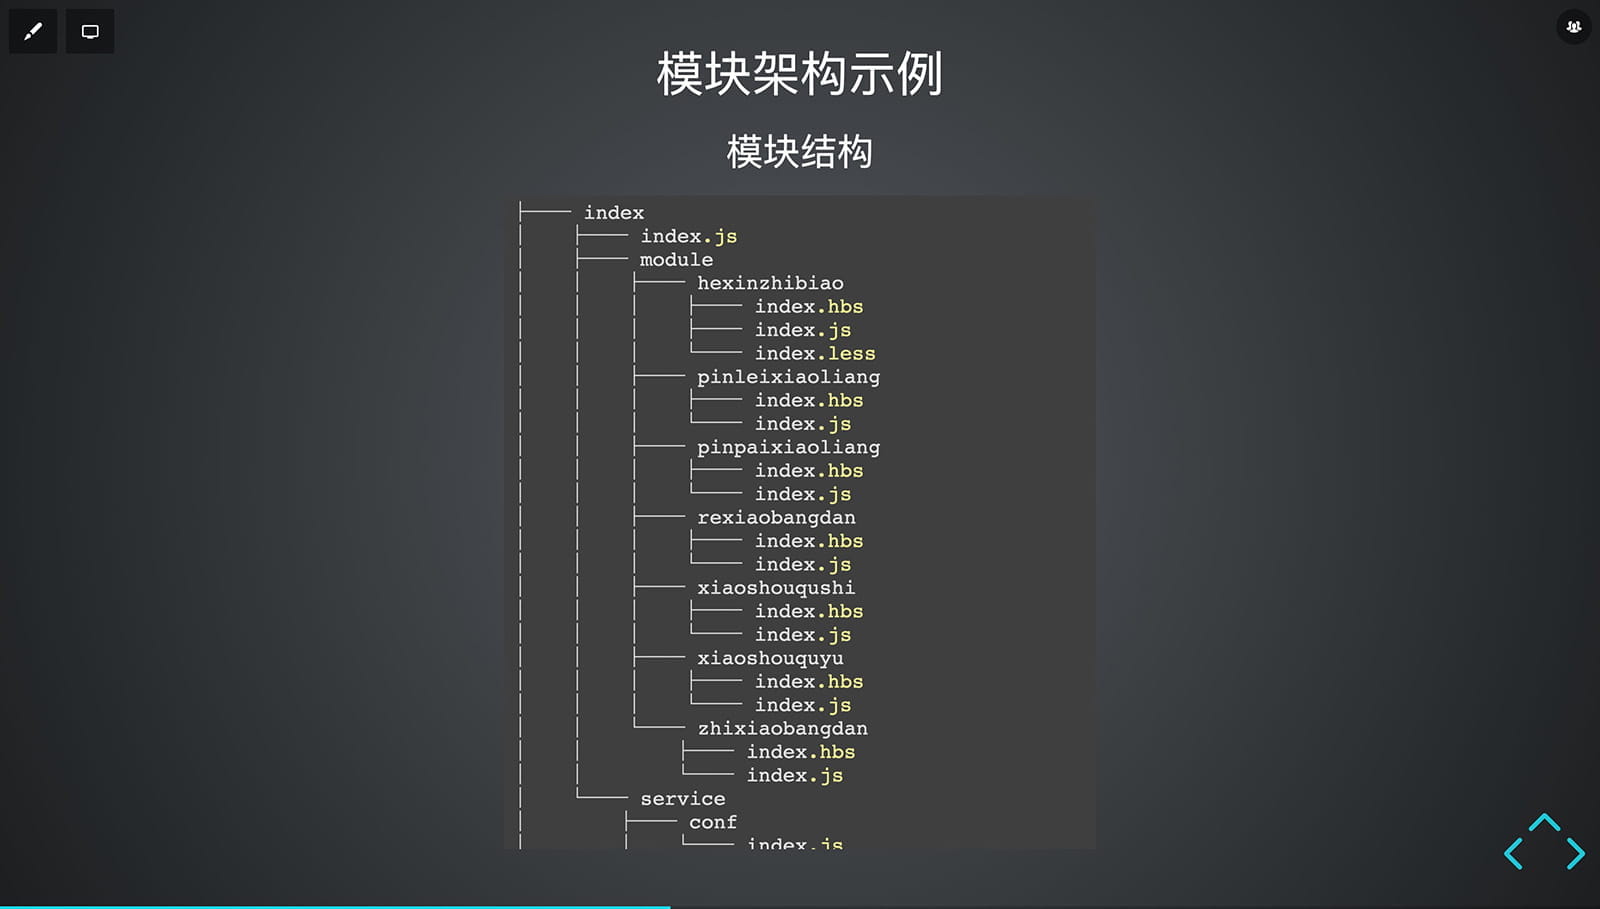 模块架构示例
模块结构
├── index
│ ├── index.js
│ ├── module
│ │ ├── hexinzhibiao
│ │ │ ├── index.hbs
│ │ │ ├── index.js
│ │ │ └── index.less
│ │ ├── pinleixiaoliang
│ │ │ ├── index.hbs
│ │ │ └── index.js
│ │ ├── pinpaixiaoliang
│ │ │ ├── index.hbs
│ │ │ └── index.js
│ │ ├── rexiaobangdan
│ │ │ ├── index.hbs
│ │ │ └── index.js
│ │ ├── xiaoshouqushi
│ │ │ ├── index.hbs
│ │ │ └── index.js
│ │ ├── xiaoshouquyu
│ │ │ ├── index.hbs
│ │ │ └── index.js
│ │ └── zhixiaobangdan
│ │ ├── index.hbs
│ │ └── index.js
│ └── service
│ ├── conf
│ │ └── index.js